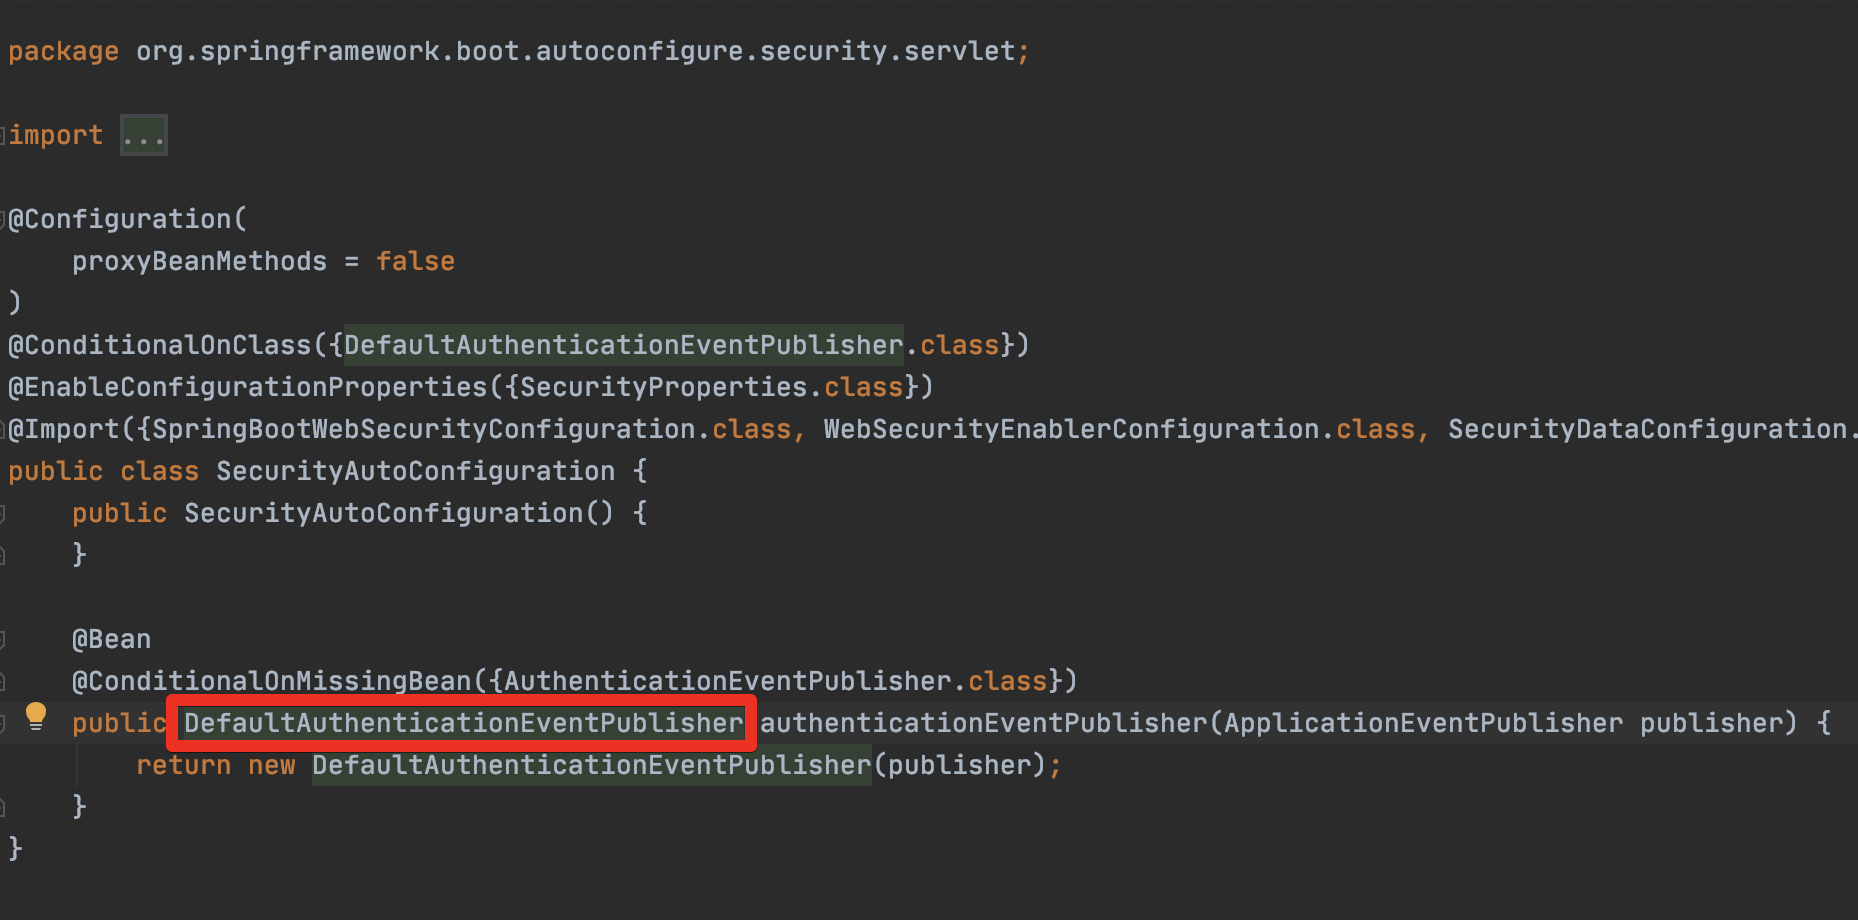 package org.springframework.boot.autoconfigure.security.servlet;
import ...
@Configuration(
proxyBeanMethods = false
)
@ConditionalOnClass({DefaultAuthenticationEventPublisher.class})
@EnableConfigurationProperties({SecurityProperties.class})
@Import({SpringBootWebSecurityConfiguration.class, WebSecurityEnablerConfiguration.class, SecurityDataConfiguration.
public class SecurityAutoConfiguration {
public SecurityAutoConfiguration() {
}
@Bean
@ConditionalOnMissingBean({AuthenticationEventPublisher.class})
public DefaultAuthenticationEventPublisher authenticationEventPublisher(ApplicationEventPublisher publisher) {
return new DefaultAuthenticationEventPublisher(publisher);
}
}